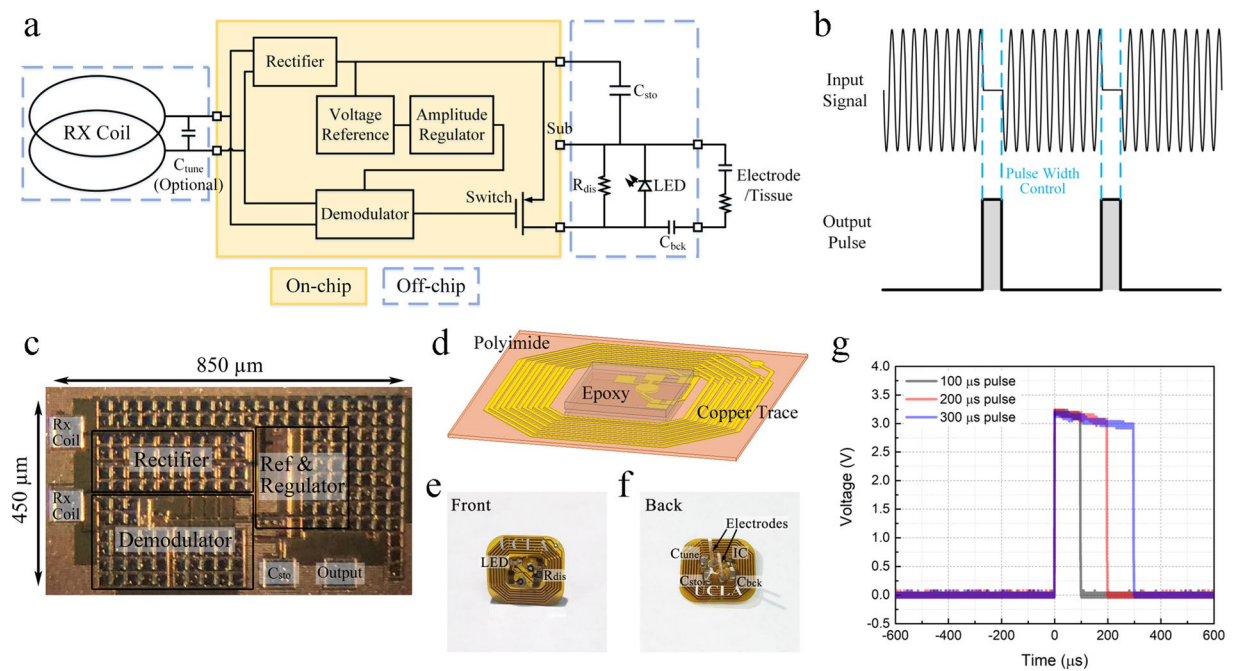 a
Rectifier
RX Coil
C_tune
(Optional)
Voltage
Reference
Amplitude
Regulator
Demodulator
Switch
Sub
C_sto
R_dis
LED
C_bck
Electrode
/Tissue
On-chip
Off-chip
b
Input
Signal
Pulse Width
Control
Output
Pulse
c
850 µm
450 µm
Rx
Coil
Rx
Coil
Rectifier
Ref &
Regulator
Demodulator
C_sto
Output
d
Polyimide
Epoxy
Copper Trace
e
Front
UCLA
LED
R_dis
f
Back
Electrodes
C_tune
IC
C_sto
C_bck
UCLA
g
100 µs pulse
200 µs pulse
300 µs pulse
Voltage (V)
4.0
3.5
3.0
2.5
2.0
1.5
1.0
0.5
0.0
-0.5
-600
-400
-200
0
200
400
600
Time (µs)